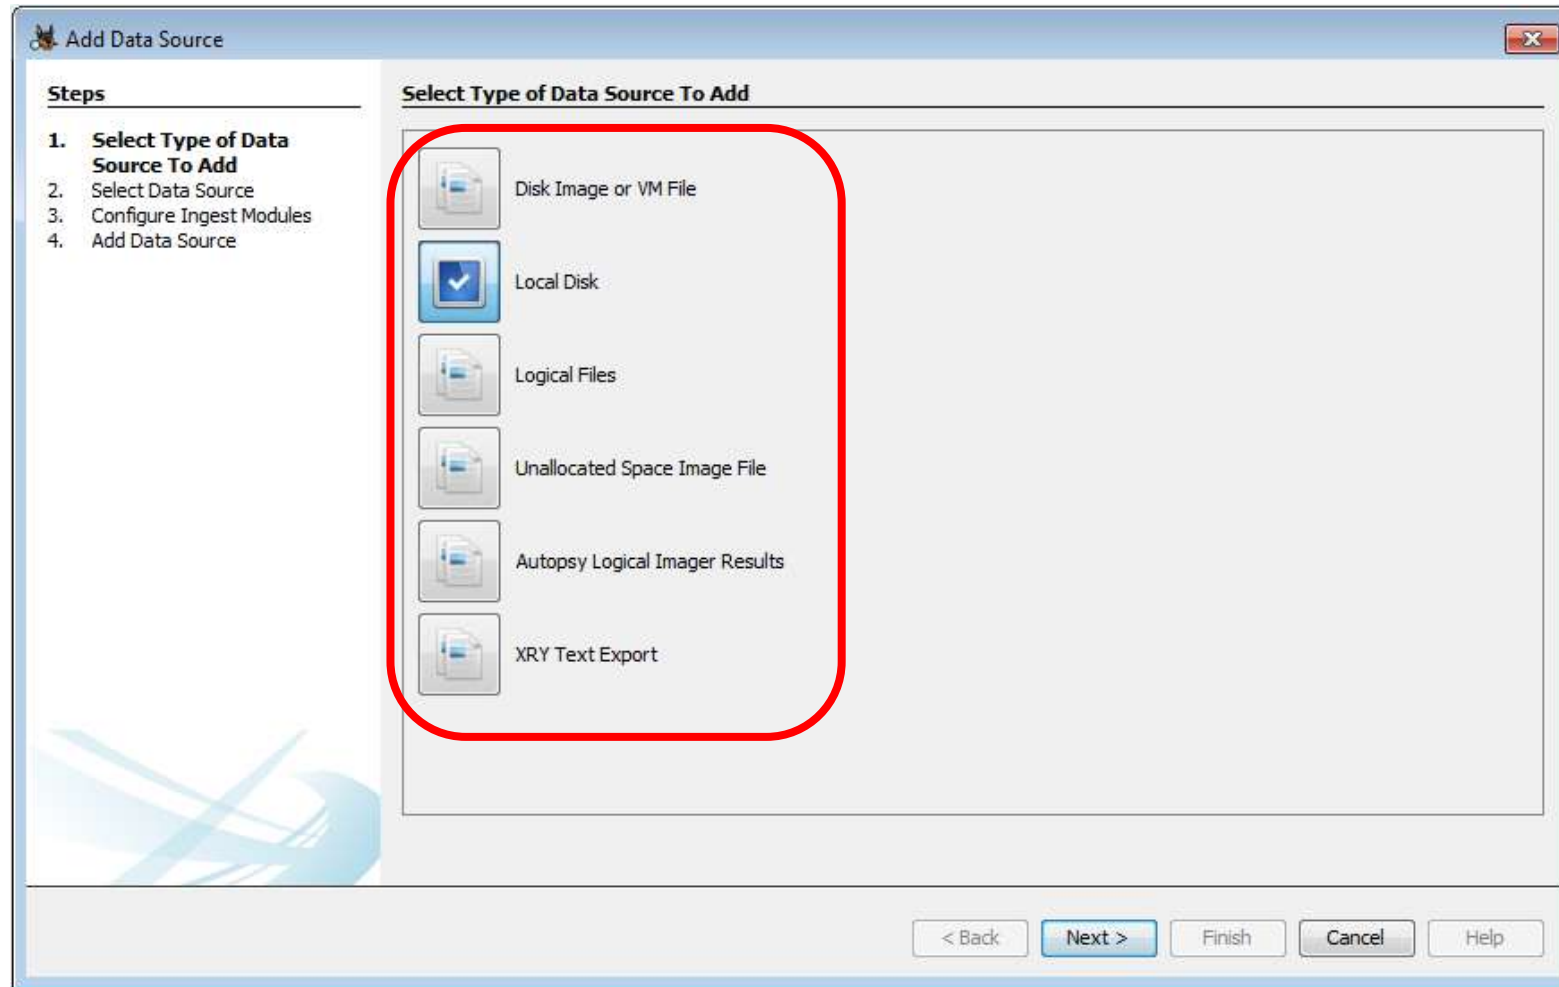 Add Data Source
Steps
1. Select Type of Data
Source To Add
2. Select Data Source
3. Configure Ingest Modules
4. Add Data Source
Select Type of Data Source To Add
Disk Image or VM File
Local Disk
Logical Files
Unallocated Space Image File
Autopsy Logical Imager Results
XRY Text Export
< Back Next > Finish Cancel Help